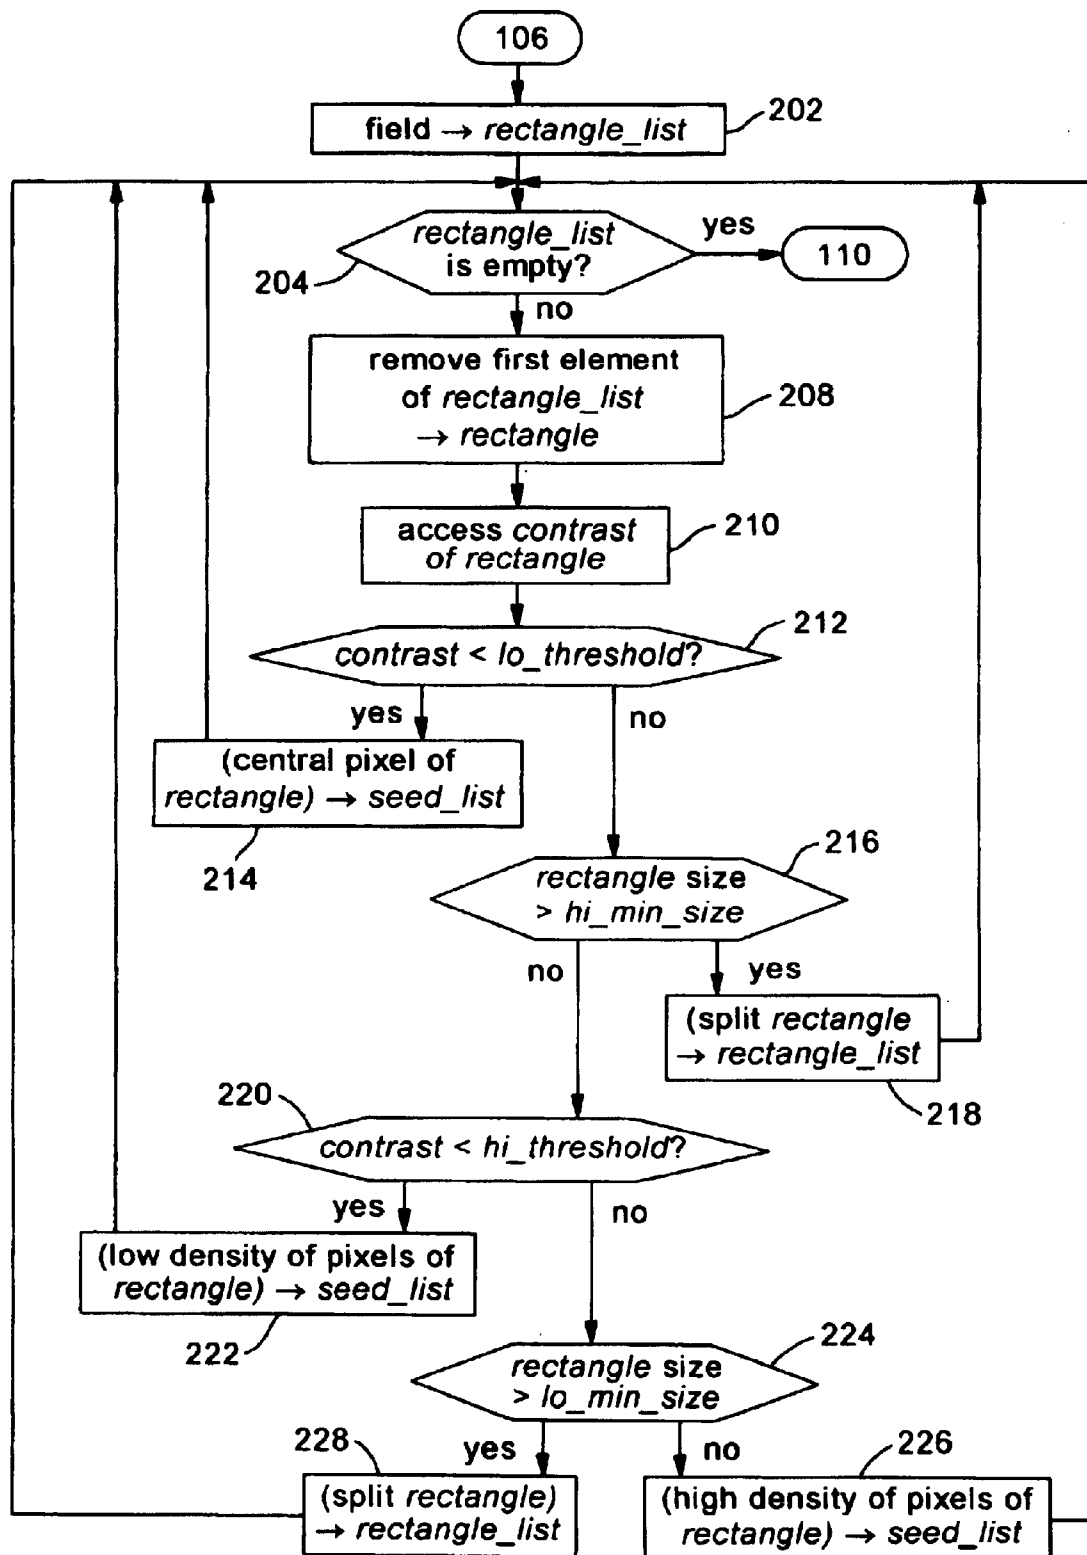 106
field → rectangle_list
202
rectangle_list
is empty?
yes
110
204
no
remove first element
of rectangle_list
→ rectangle
208
access contrast
of rectangle
210
212
contrast < lo_threshold?
yes
no
(central pixel of
rectangle) → seed_list
214
216
rectangle size
> hi_min_size
no
yes
(split rectangle
→ rectangle_list
218
220
contrast < hi_threshold?
yes
no
(low density of pixels of
rectangle) → seed_list
222
224
rectangle size
> lo_min_size
228
yes
no
226
(split rectangle)
→ rectangle_list
(high density of pixels of
rectangle) → seed_list